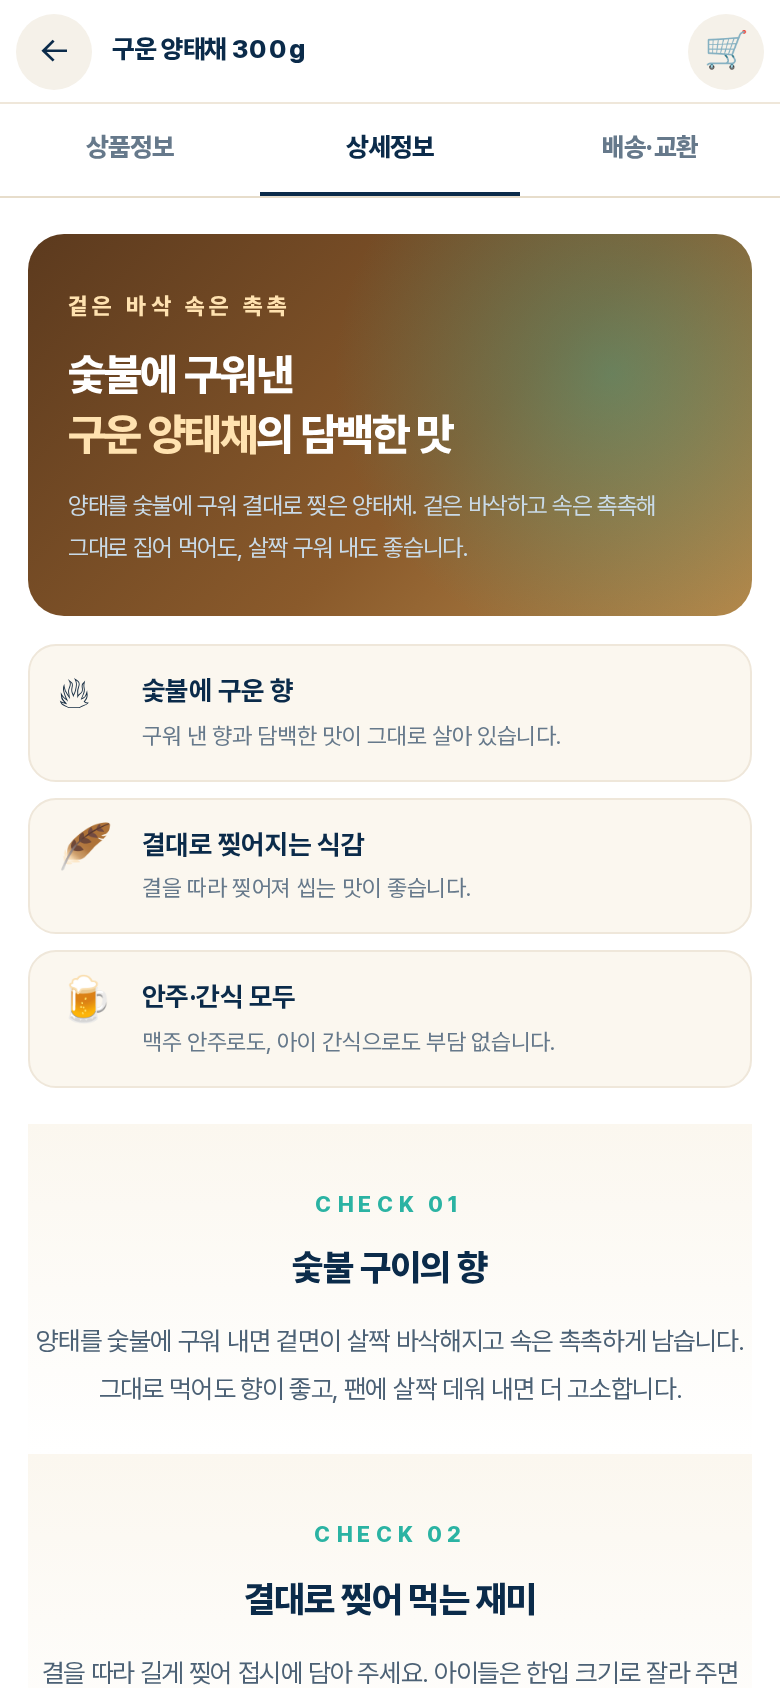 구운 양태채 300g
상품정보 상세정보 배송·교환
겉은 바삭 속은 촉촉
숯불에 구워낸
구운 양태채의 담백한 맛
양태를 숯불에 구워 결대로 찢은 양태채. 겉은 바삭하고 속은 촉촉해
그대로 집어 먹어도, 살짝 구워 내도 좋습니다.
숯불에 구운 향
구워 낸 향과 담백한 맛이 그대로 살아 있습니다.
결대로 찢어지는 식감
결을 따라 찢어져 씹는 맛이 좋습니다.
안주·간식 모두
맥주 안주로도, 아이 간식으로도 부담 없습니다.
CHECK 01
숯불 구이의 향
양태를 숯불에 구워 내면 겉면이 살짝 바삭해지고 속은 촉촉하게 남습니다.
그대로 먹어도 향이 좋고, 팬에 살짝 데워 내면 더 고소합니다.
CHECK 02
결대로 찢어 먹는 재미
결을 따라 길게 찢어 접시에 담아 주세요. 아이들은 한입 크기로 잘라 주면